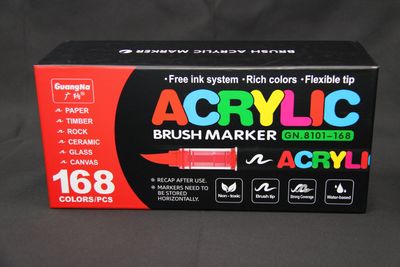 BRUSH ACRYLIC MARKER
GuangNa
广纳®
PAPER
TIMBER
ROCK
CERAMIC
GLASS
CANVAS
168
COLORS/PCS
•Free ink system •Rich colors •Flexible tip
ACRYLIC
BRUSH MARKER
GN.8101-168
ACRYLIC
• RECAP AFTER USE.
• MARKERS NEED TO
BE STORED
HORIZONTALLY.
Non-toxic
Brush tip
Strong Coverage
Water-based